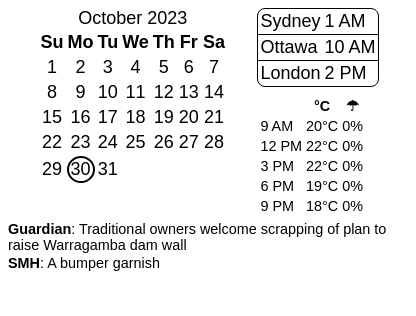 October 2023
Su Mo Tu We Th Fr Sa
1 2 3 4 5 6 7
8 9 10 11 12 13 14
15 16 17 18 19 20 21
22 23 24 25 26 27 28
29 30 31
Sydney 1 AM
Ottawa 10 AM
London 2 PM
°C ☂
9 AM 20°C 0%
12 PM 22°C 0%
3 PM 22°C 0%
6 PM 19°C 0%
9 PM 18°C 0%
Guardian: Traditional owners welcome scrapping of plan to
raise Warragamba dam wall
SMH: A bumper garnish